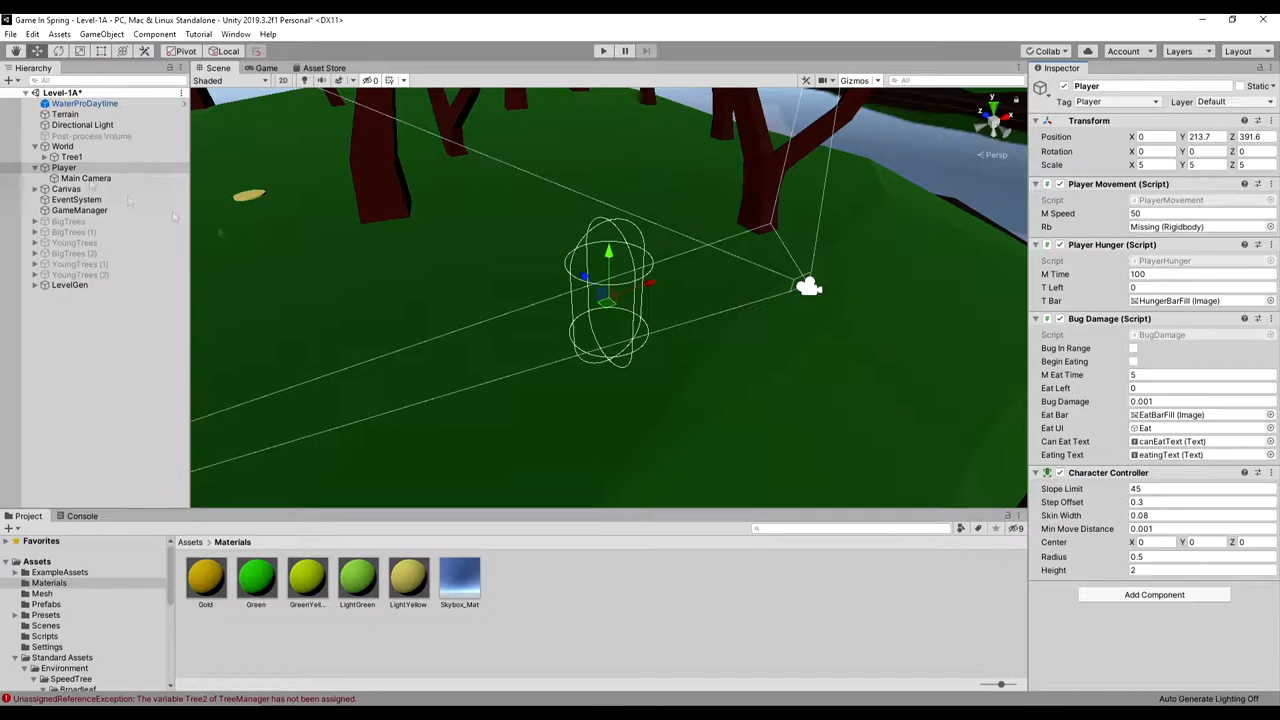 Game In Spring - Level-1A - PC, Mac & Linux Standalone - Unity 2019.3.2f1 Personal* <DX11>
File Edit Assets GameObject Component Tutorial Window Help
Pivot Local Collab Account Layers Layout
Hierarchy Scene Game Asset Store Inspector
All Shaded 2D 0 Gizmos All Player Static
Level-1A* Tag Player Layer Default
WaterProDaytime
Terrain
Directional Light
Post-process Volume
World
Tree1
Player
Main Camera
Canvas
EventSystem
GameManager
BigTrees
BigTrees (1)
YoungTrees
BigTrees (2)
YoungTrees (1)
YoungTrees (2)
LevelGen
y
z
Persp
Transform
Position X 0 Y 213.7 Z 391.6
Rotation X 0 Y 0 Z 0
Scale X 5 Y 5 Z 5
Player Movement (Script)
Script PlayerMovement
M Speed 50
Rb Missing (Rigidbody)
Player Hunger (Script)
Script PlayerHunger
M Time 100
T Left 0
T Bar HungerBarFill (Image)
Bug Damage (Script)
Script BugDamage
Bug In Range
Begin Eating
M Eat Time 5
Eat Left 0
Bug Damage 0.001
Eat Bar EatBarFill (Image)
Eat UI Eat
Can Eat Text canEatText (Text)
Eating Text eatingText (Text)
Character Controller
Slope Limit 45
Step Offset 0.3
Skin Width 0.08
Min Move Distance 0.001
Center X 0 Y 0 Z 0
Radius 0.5
Height 2
Add Component
Project Console
9
Favorites
Assets
ExampleAssets
Materials
Mesh
Prefabs
Presets
Scenes
Scripts
Settings
Standard Assets
Environment
SpeedTree
Broadleaf
Assets Materials
Gold Green GreenYell... LightGreen LightYellow Skybox_Mat
UnassignedReferenceException: The variable Tree2 of TreeManager has not been assigned.
Auto Generate Lighting Off